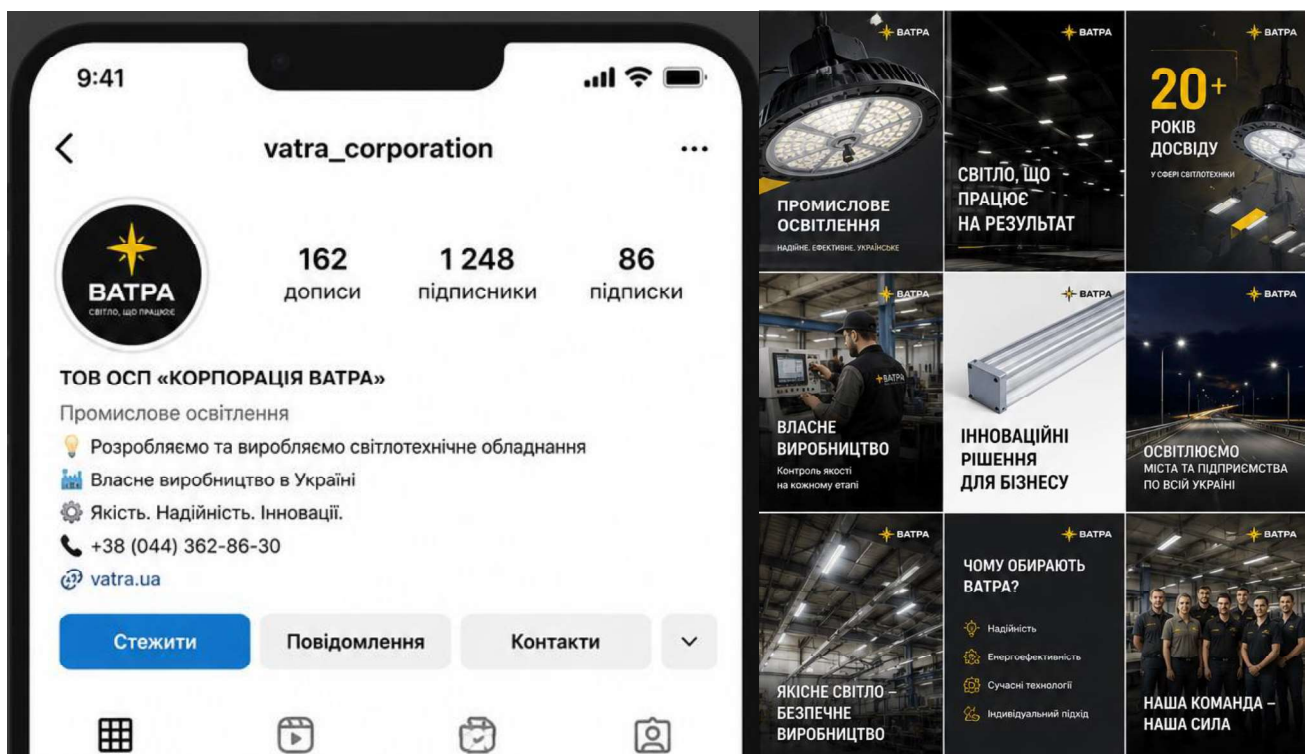 9:41
vatra_corporation
ВАТРА
СВІТЛО, ЩО ПРАЦЮЄ
162
дописи
1 248
підписники
86
підписки
ТОВ ОСП «КОРПОРАЦІЯ ВАТРА»
Промислове освітлення
Розробляємо та виробляємо світлотехнічне обладнання
Власне виробництво в Україні
Якість. Надійність. Інновації.
+38 (044) 362-86-30
vatra.ua
Стежити
Повідомлення
Контакти
ВАТРА
ПРОМИСЛОВЕ
ОСВІТЛЕННЯ
НАДІЙНЕ. ЕФЕКТИВНЕ. УКРАЇНСЬКЕ
ВАТРА
СВІТЛО, ЩО
ПРАЦЮЄ
НА РЕЗУЛЬТАТ
ВАТРА
20+
РОКІВ
ДОСВІДУ
У СФЕРІ СВІТЛОТЕХНІКИ
ВАТРА
ВАТРА
ВЛАСНЕ
ВИРОБНИЦТВО
Контроль якості
на кожному етапі
ВАТРА
ІННОВАЦІЙНІ
РІШЕННЯ
ДЛЯ БІЗНЕСУ
ВАТРА
ОСВІТЛЮЄМО
МІСТА ТА ПІДПРИЄМСТВА
ПО ВСІЙ УКРАЇНІ
ВАТРА
ЯКІСНЕ СВІТЛО –
БЕЗПЕЧНЕ
ВИРОБНИЦТВО
ВАТРА
ЧОМУ ОБИРАЮТЬ
ВАТРА?
Надійність
Енергоефективність
Сучасні технології
Індивідуальний підхід
ВАТРА
НАША КОМАНДА –
НАША СИЛА